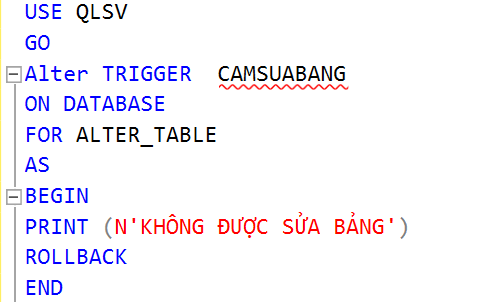 USE QLSV
GO
Alter TRIGGER  CAMSUABANG
ON DATABASE
FOR ALTER_TABLE
AS
BEGIN
PRINT (N'KHÔNG ĐƯỢC SỬA BẢNG')
ROLLBACK
END